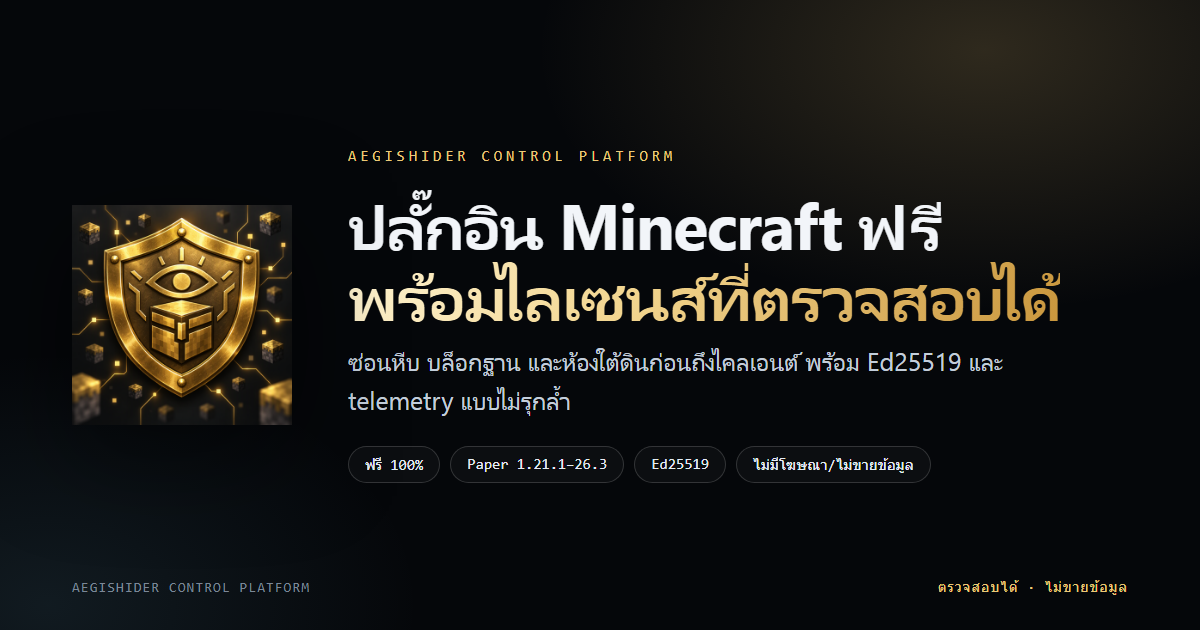 AEGISHIDER CONTROL PLATFORM
ปลั๊กอิน Minecraft ฟรี
พร้อมไลเซนส์ที่ตรวจสอบได้
ซ่อนหีบ บล็อกฐาน และห้องใต้ดินก่อนถึงไคลเอนต์ พร้อม Ed25519 และ
telemetry แบบไม่รุกล้ำ
ฟรี 100%
Paper 1.21.1–26.3
Ed25519
ไม่มีโฆษณา/ไม่ขายข้อมูล
AEGISHIDER CONTROL PLATFORM
ตรวจสอบได้ · ไม่ขายข้อมูล